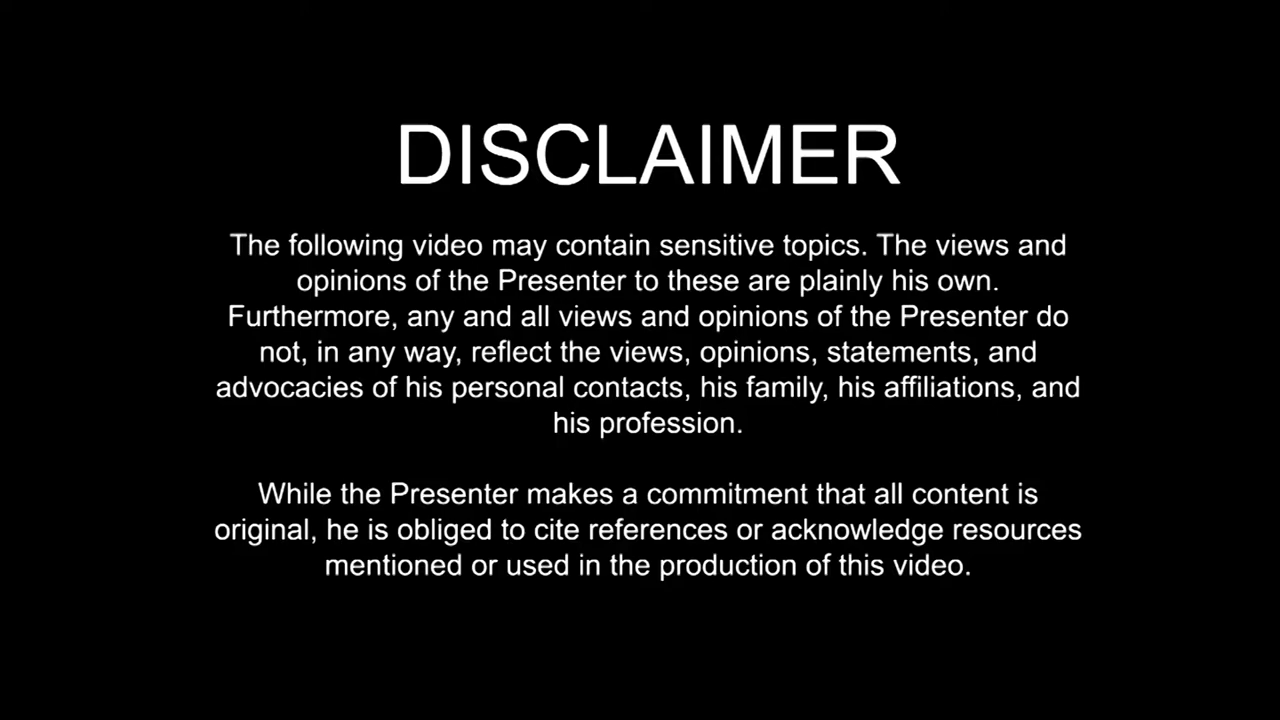 DISCLAIMER
The following video may contain sensitive topics. The views and
opinions of the Presenter to these are plainly his own.
Furthermore, any and all views and opinions of the Presenter do
not, in any way, reflect the views, opinions, statements, and
advocacies of his personal contacts, his family, his affiliations, and
his profession.
While the Presenter makes a commitment that all content is
original, he is obliged to cite references or acknowledge resources
mentioned or used in the production of this video.